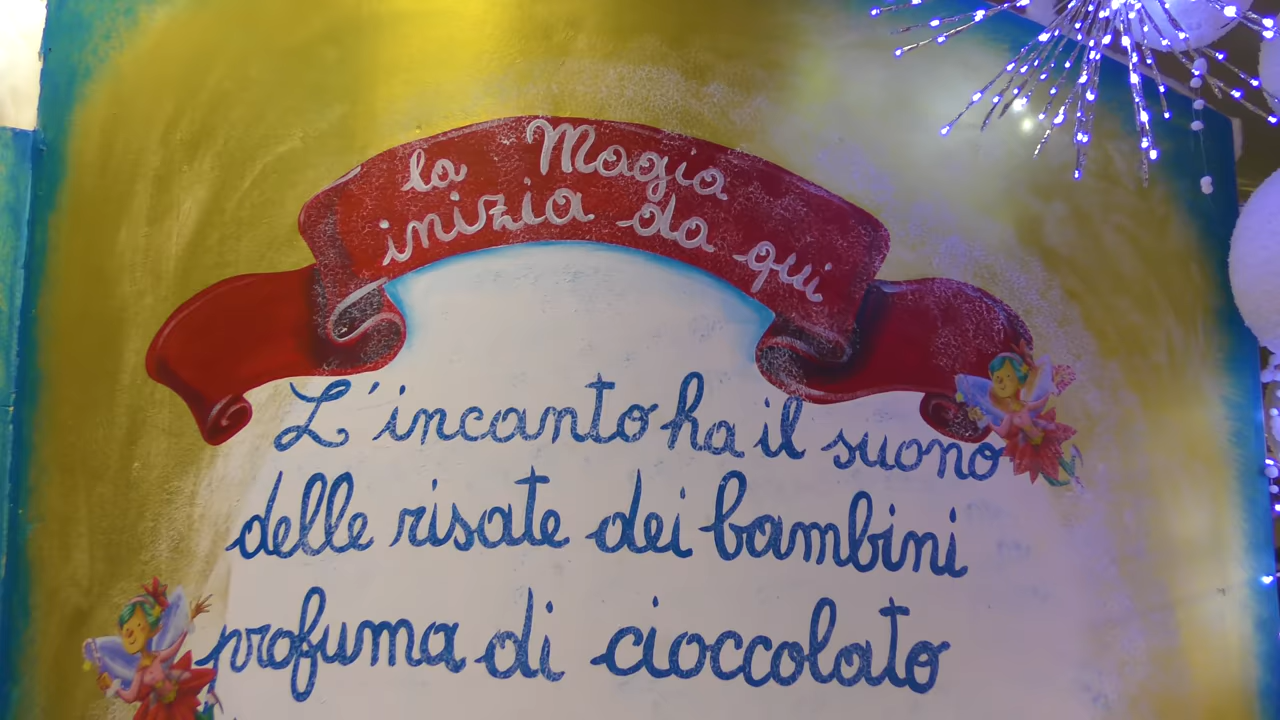 la Magia
inizia da qui
L'incanto ha il suono
delle risate dei bambini
profuma di cioccolato